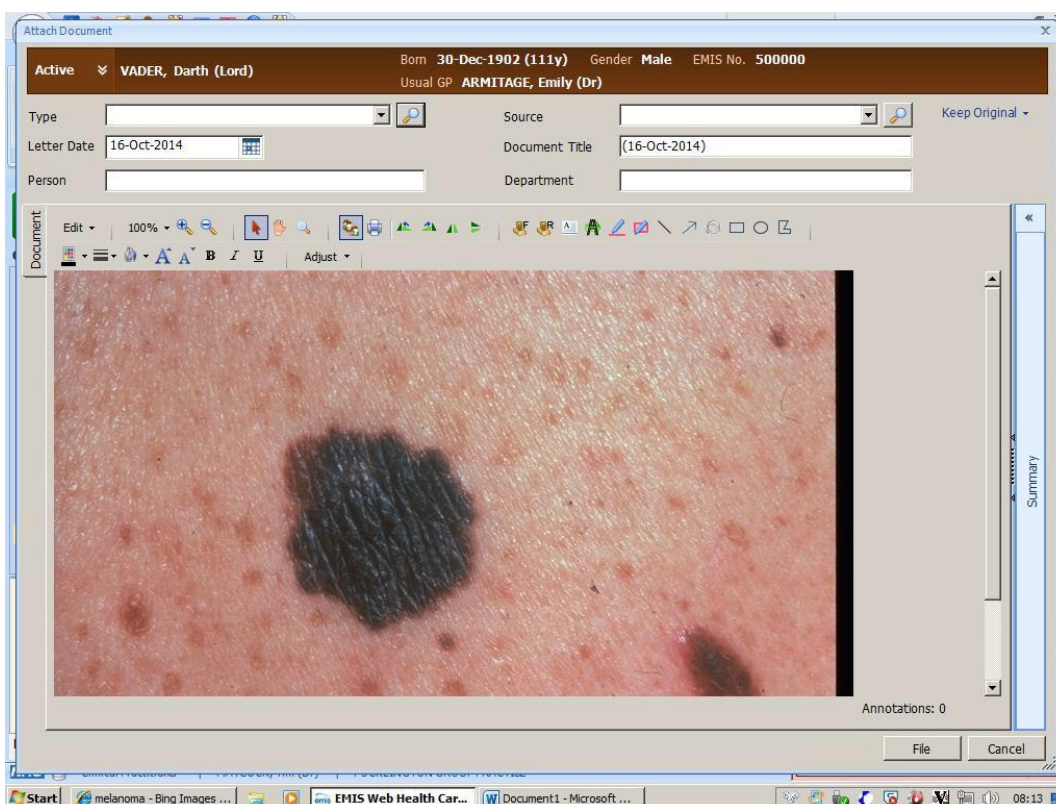 Attach Document
Active VADER, Darth (Lord) Born 30-Dec-1902 (111y) Gender Male EMIS No. 500000
Usual GP ARMITAGE, Emily (Dr)
Type Source Keep Original
Letter Date 16-Oct-2014 Document Title (16-Oct-2014)
Person Department
Document
Edit 100% F R A A
A A B I U Adjust
Summary
Annotations: 0
File Cancel
Start melanoma - Bing Images ... EMIS Web Health Car... Document1 - Microsoft ... 08:13